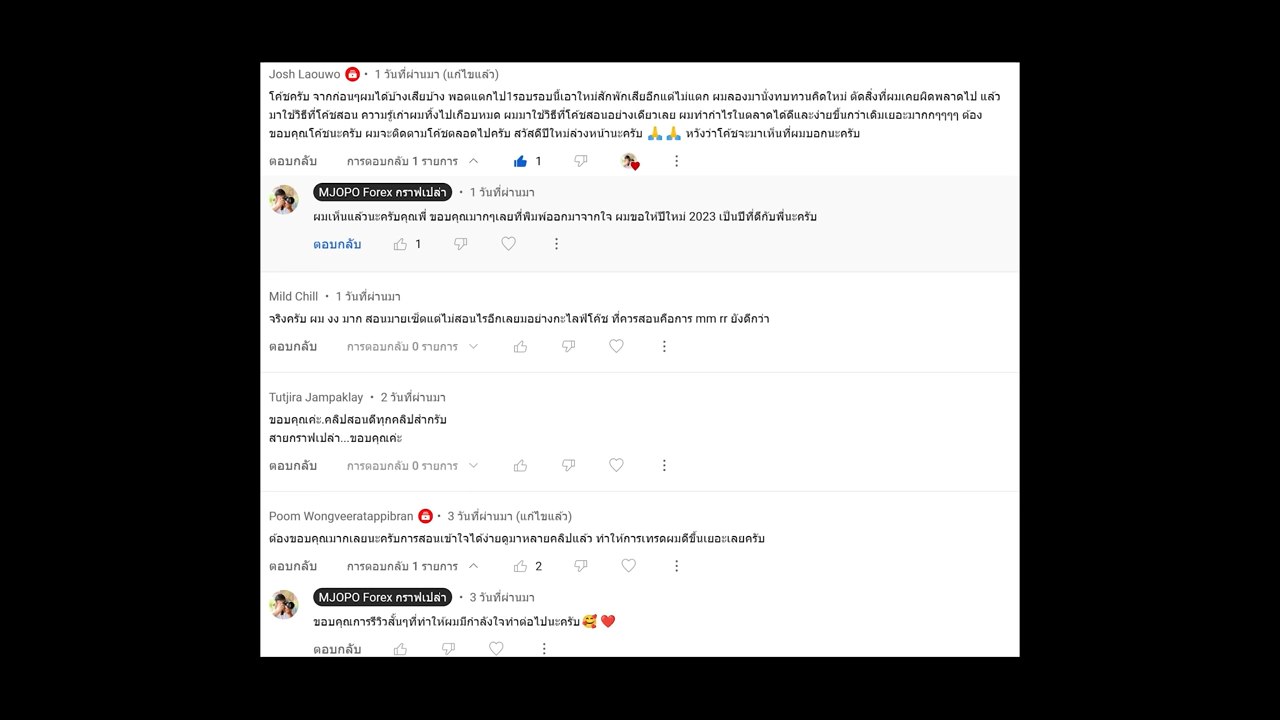 Josh Laouwo • 1 วันที่ผ่านมา (แก้ไขแล้ว)
โค้ชครับ จากก่อนๆผมได้บ้างเสียบ้าง พอตแตกไป1รอบรอบนี้เอาใหม่สักพักเสียอีกแต่ไม่แตก ผมลองมานั่งทบทวนคิดใหม่ ตัดสิ่งที่ผมเคยผิดพลาดไป แล้ว
มาใช้วิธีที่โค้ชสอน ความรู้เก่าผมทิ้งไปเกือบหมด ผมมาใช้วิธีที่โค้ชสอนอย่างเดียวเลย ผมทำกำไรในตลาดได้ดีและง่ายขึ้นกว่าเดิมเยอะมากกๆๆๆๆ ต้อง
ขอบคุณโค้ชนะครับ ผมจะติดตามโค้ชตลอดไปครับ สวัสดีปีใหม่ล่วงหน้านะครับ 🙏 🙏 หวังว่าโค้ชจะมาเห็นที่ผมบอกนะครับ
ตอบกลับ การตอบกลับ 1 รายการ 1
MJOPO Forex กราฟเปล่า • 1 วันที่ผ่านมา
ผมเห็นแล้วนะครับคุณพี่ ขอบคุณมากๆเลยที่พิมพ์ออกมาจากใจ ผมขอให้ปีใหม่ 2023 เป็นปีที่ดีกับพี่นะครับ
ตอบกลับ 1
Mild Chill • 1 วันที่ผ่านมา
จริงครับ ผม งง มาก สอนมายเซ็ตแต่ไม่สอนไรอีกเลยมอย่างกะไลฟ์โค้ช ที่ควรสอนคือการ mm rr ยังดีกว่า
ตอบกลับ การตอบกลับ 0 รายการ
Tutjira Jampaklay • 2 วันที่ผ่านมา
ขอบคุณค่ะ.คลิปสอนดีทุกคลิปสำกรับ
สายกราฟเปล่า...ขอบคุณค่ะ
ตอบกลับ การตอบกลับ 0 รายการ
Poom Wongveeratappibran • 3 วันที่ผ่านมา (แก้ไขแล้ว)
ต้องขอบคุณมากเลยนะครับการสอนเข้าใจได้ง่ายดูมาหลายคลิปแล้ว ทำให้การเทรดผมดีขึ้นเยอะเลยครับ
ตอบกลับ การตอบกลับ 1 รายการ 2
MJOPO Forex กราฟเปล่า • 3 วันที่ผ่านมา
ขอบคุณการรีวิวสั้นๆที่ทำให้ผมมีกำลังใจทำต่อไปนะครับ🥰 ❤️
ตอบกลับ